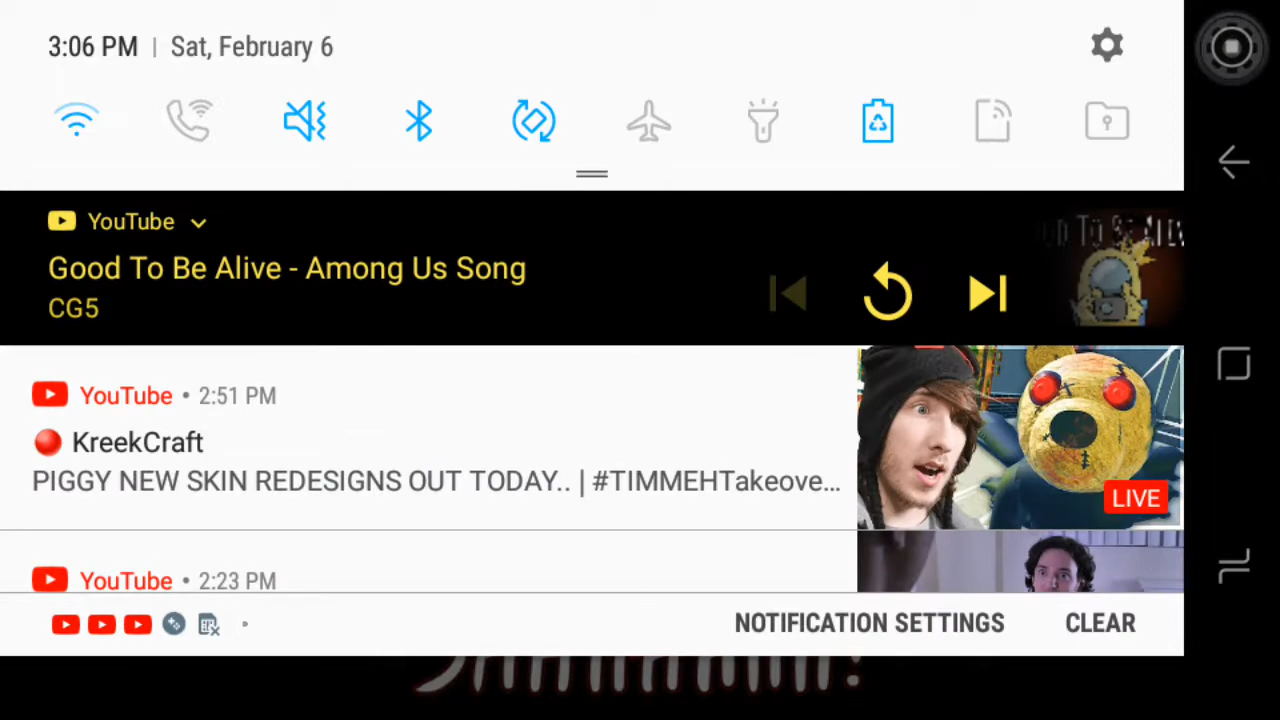 3:06 PM | Sat, February 6
YouTube
Good To Be Alive - Among Us Song
CG5
YouTube • 2:51 PM
KreekCraft
PIGGY NEW SKIN REDESIGNS OUT TODAY.. | #TIMMEHTakeove...
LIVE
YouTube • 2:23 PM
NOTIFICATION SETTINGS CLEAR